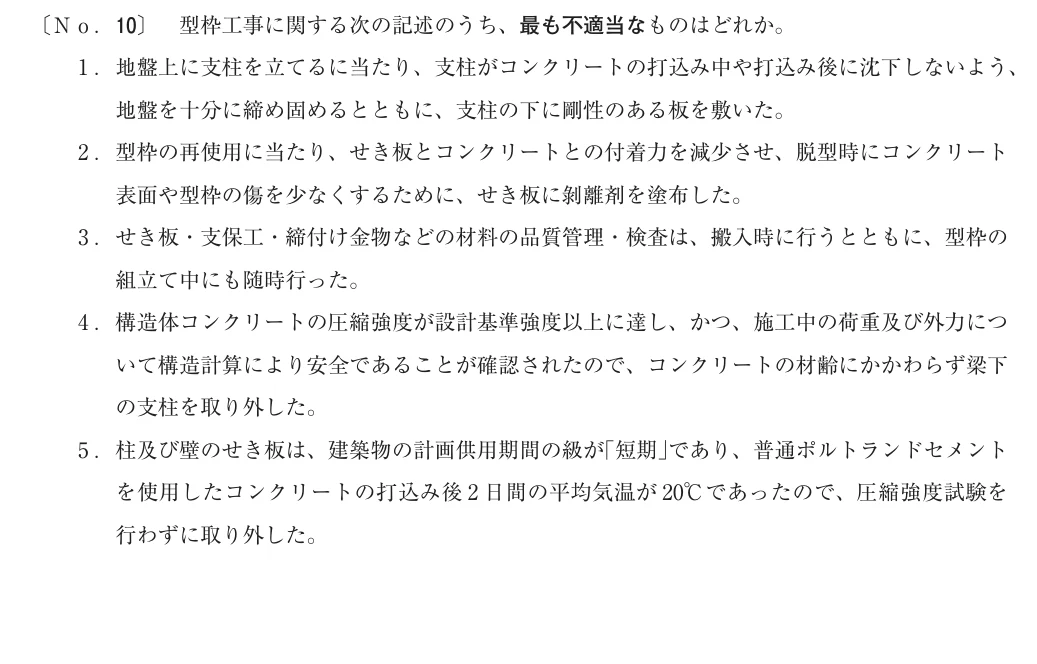 〔Ｎｏ．10〕　型枠工事に関する次の記述のうち、最も不適当なものはどれか。
１．地盤上に支柱を立てるに当たり、支柱がコンクリートの打込み中や打込み後に沈下しないよう、
地盤を十分に締め固めるとともに、支柱の下に剛性のある板を敷いた。
２．型枠の再使用に当たり、せき板とコンクリートとの付着力を減少させ、脱型時にコンクリート
表面や型枠の傷を少なくするために、せき板に剝離剤を塗布した。
３．せき板・支保工・締付け金物などの材料の品質管理・検査は、搬入時に行うとともに、型枠の
組立て中にも随時行った。
４．構造体コンクリートの圧縮強度が設計基準強度以上に達し、かつ、施工中の荷重及び外力につ
いて構造計算により安全であることが確認されたので、コンクリートの材齢にかかわらず梁下
の支柱を取り外した。
５．柱及び壁のせき板は、建築物の計画供用期間の級が「短期」であり、普通ポルトランドセメント
を使用したコンクリートの打込み後２日間の平均気温が20℃であったので、圧縮強度試験を
行わずに取り外した。